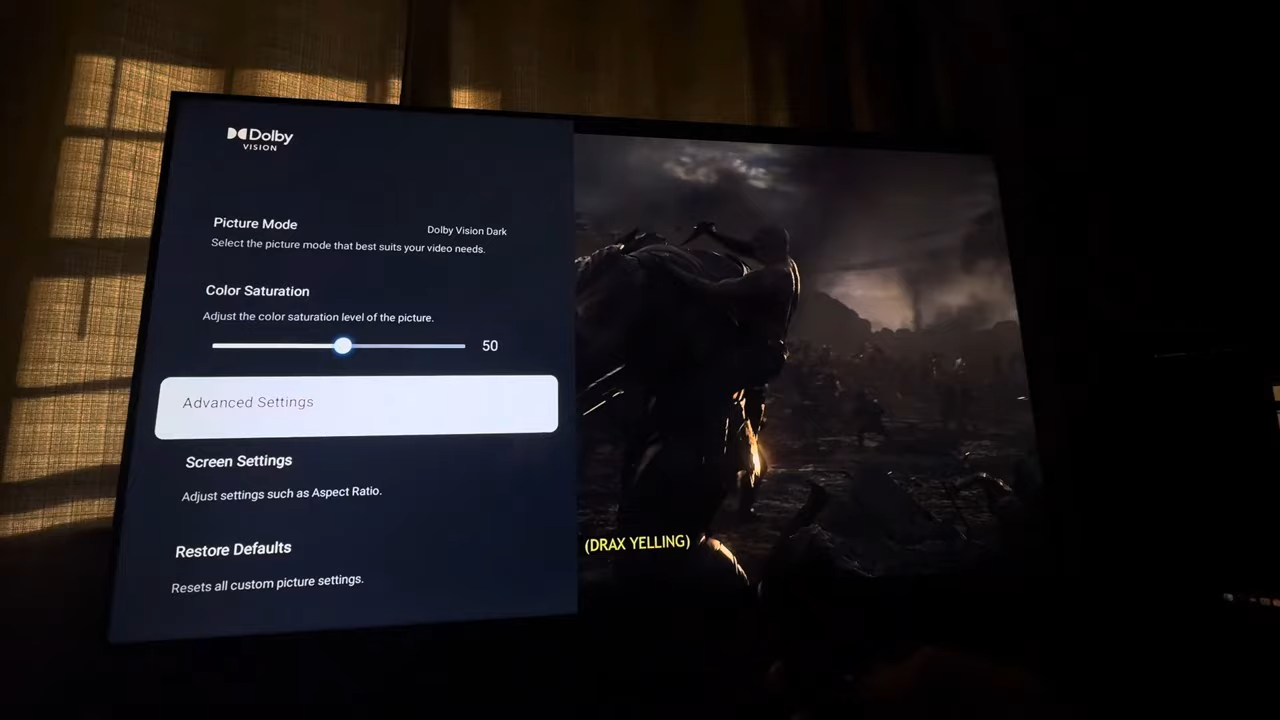 Dolby
VISION
Picture Mode
Dolby Vision Dark
Select the picture mode that best suits your video needs.
Color Saturation
Adjust the color saturation level of the picture.
50
Advanced Settings
Screen Settings
Adjust settings such as Aspect Ratio.
(DRAX YELLING)
Restore Defaults
Resets all custom picture settings.